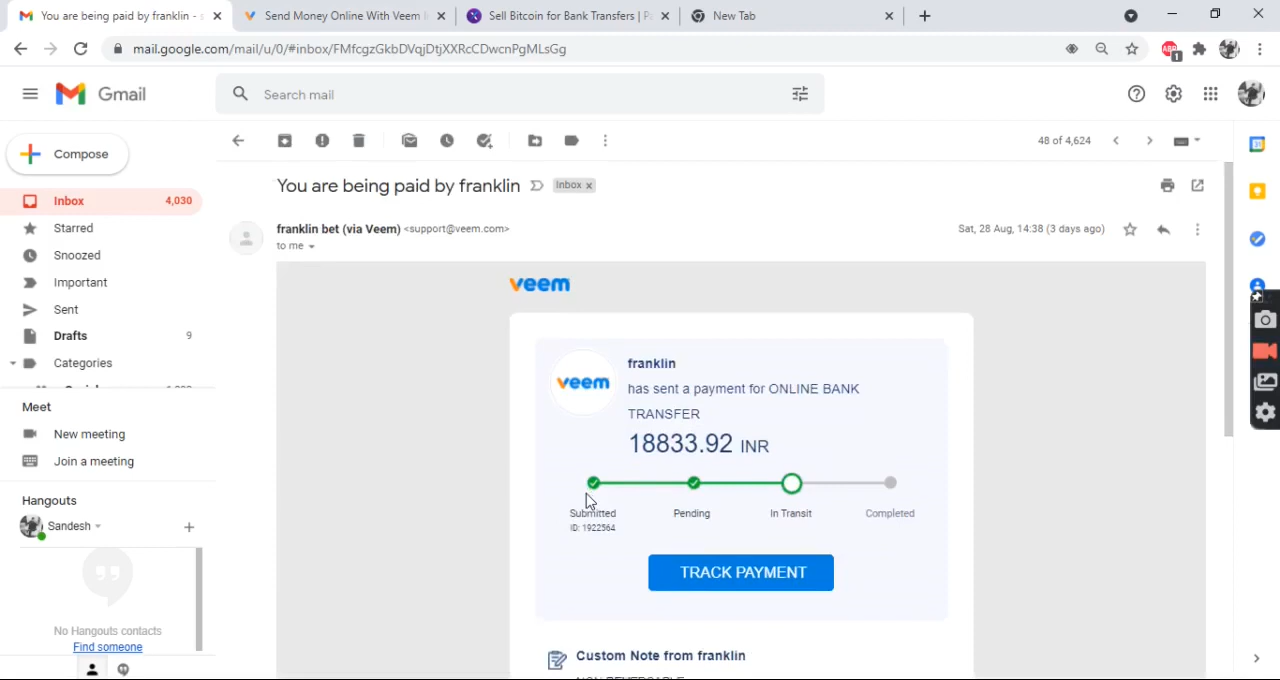 You are being paid by franklin -
Send Money Online With Veem
Sell Bitcoin for Bank Transfers | P
New Tab
mail.google.com/mail/u/0/#inbox/FMfcgzGkbDVqjDtjXXRcCDwcnPgMLsGg
ABP
1
Gmail
Search mail
Compose
48 of 4,624
Inbox 4,030
Starred
Snoozed
Important
Sent
Drafts 9
Categories
Meet
New meeting
Join a meeting
Hangouts
Sandesh
No Hangouts contacts
Find someone
You are being paid by franklin
Inbox x
franklin bet (via Veem) <support@veem.com>
Sat, 28 Aug, 14:38 (3 days ago)
to me
veem
veem
franklin
has sent a payment for ONLINE BANK
TRANSFER
18833.92 INR
Submitted Pending In Transit Completed
ID: 1922564
TRACK PAYMENT
Custom Note from franklin